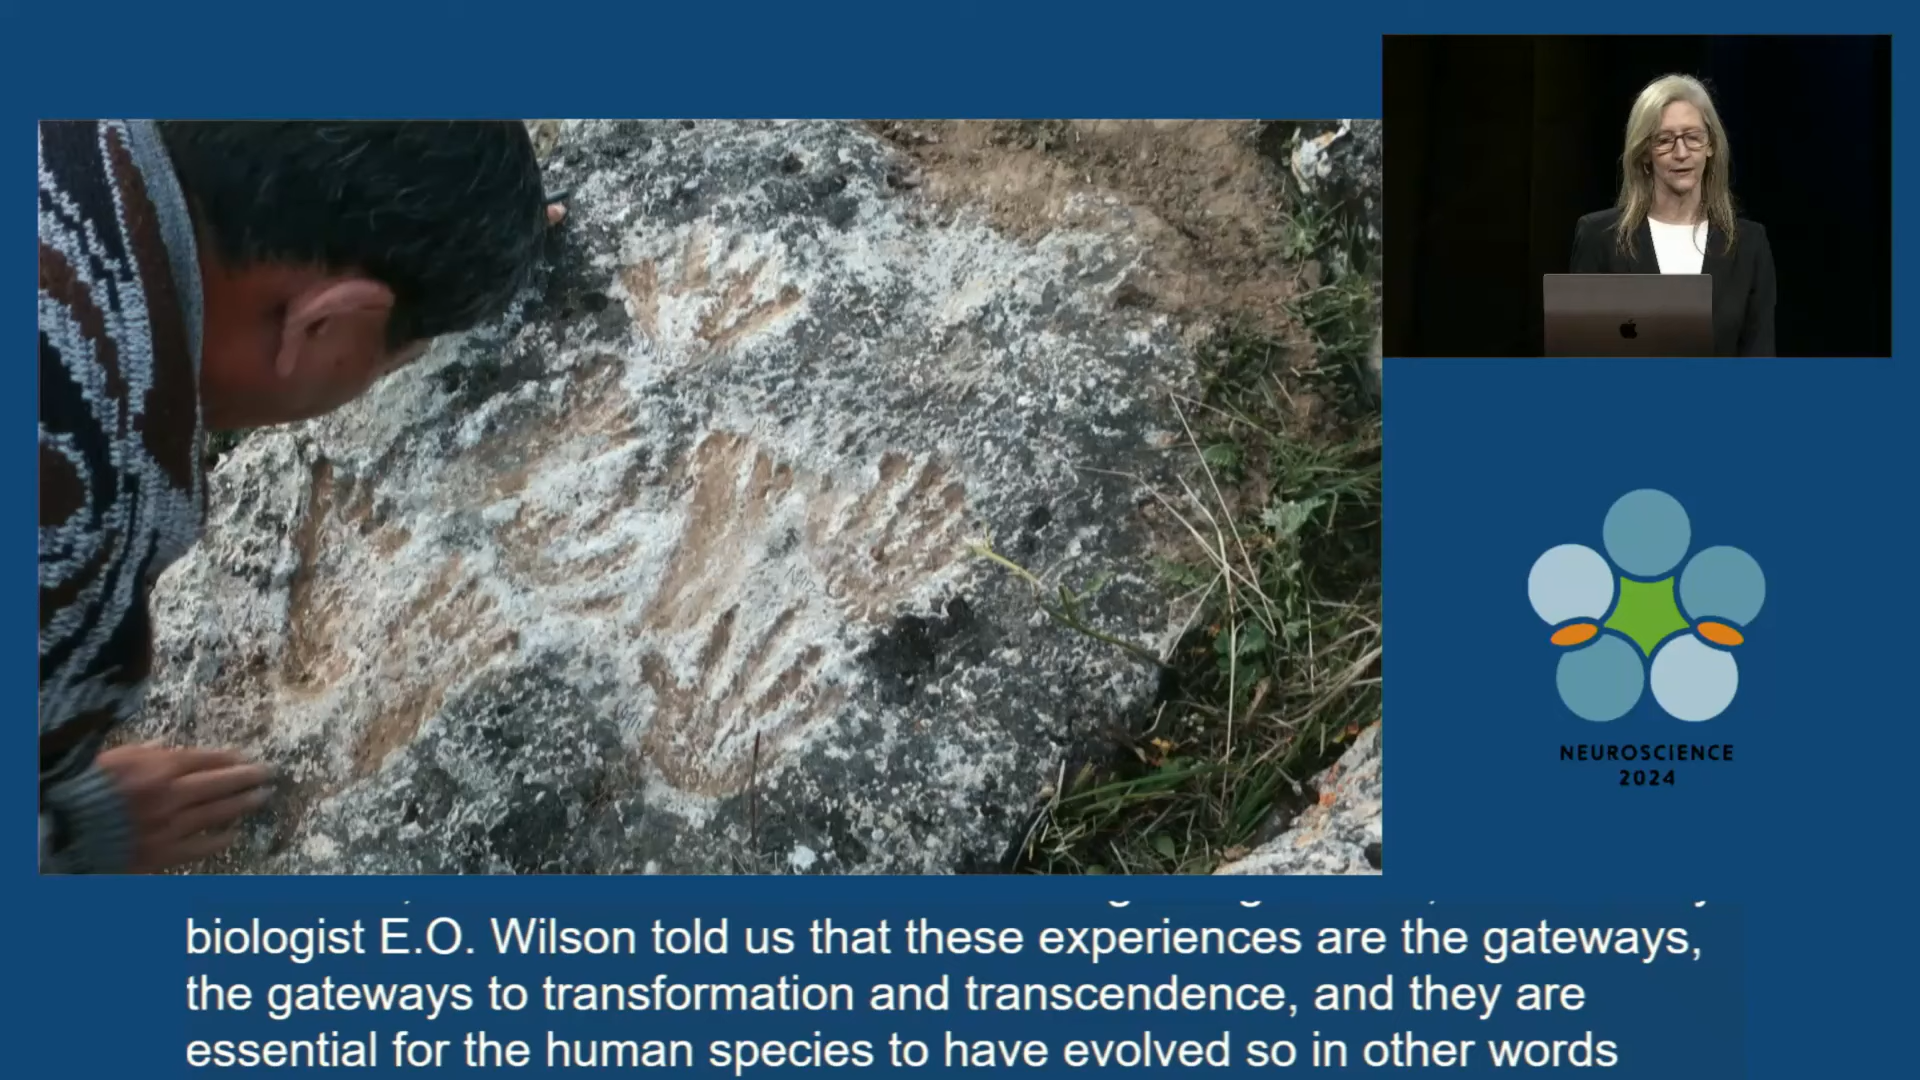 NEUROSCIENCE
2024
biologist E.O. Wilson told us that these experiences are the gateways,
the gateways to transformation and transcendence, and they are
essential for the human species to have evolved so in other words